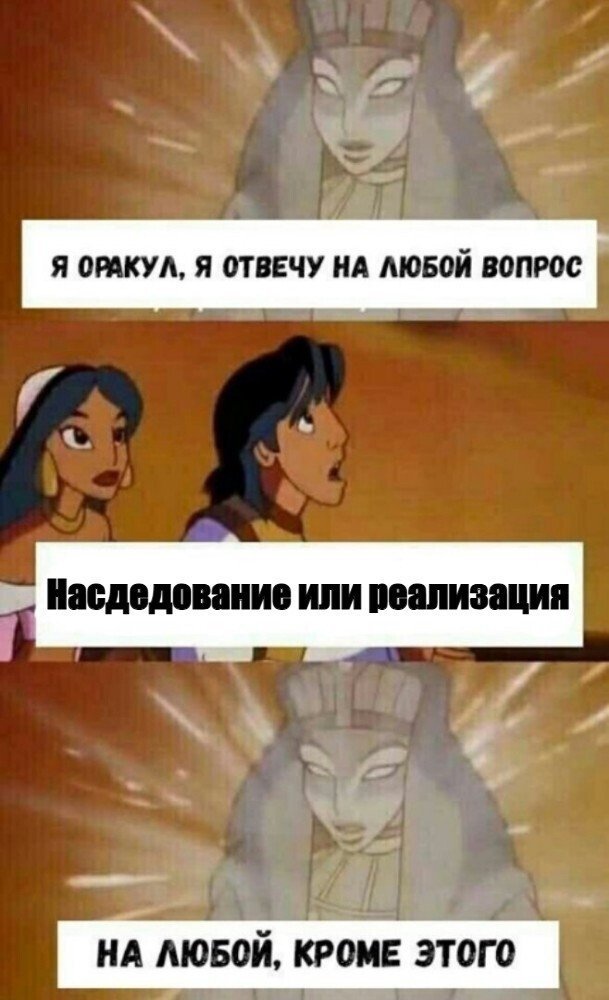 Я ОРАКУЛ, Я ОТВЕЧУ НА ЛЮБОЙ ВОПРОС
Насдедование или реализация
НА ЛЮБОЙ, КРОМЕ ЭТОГО